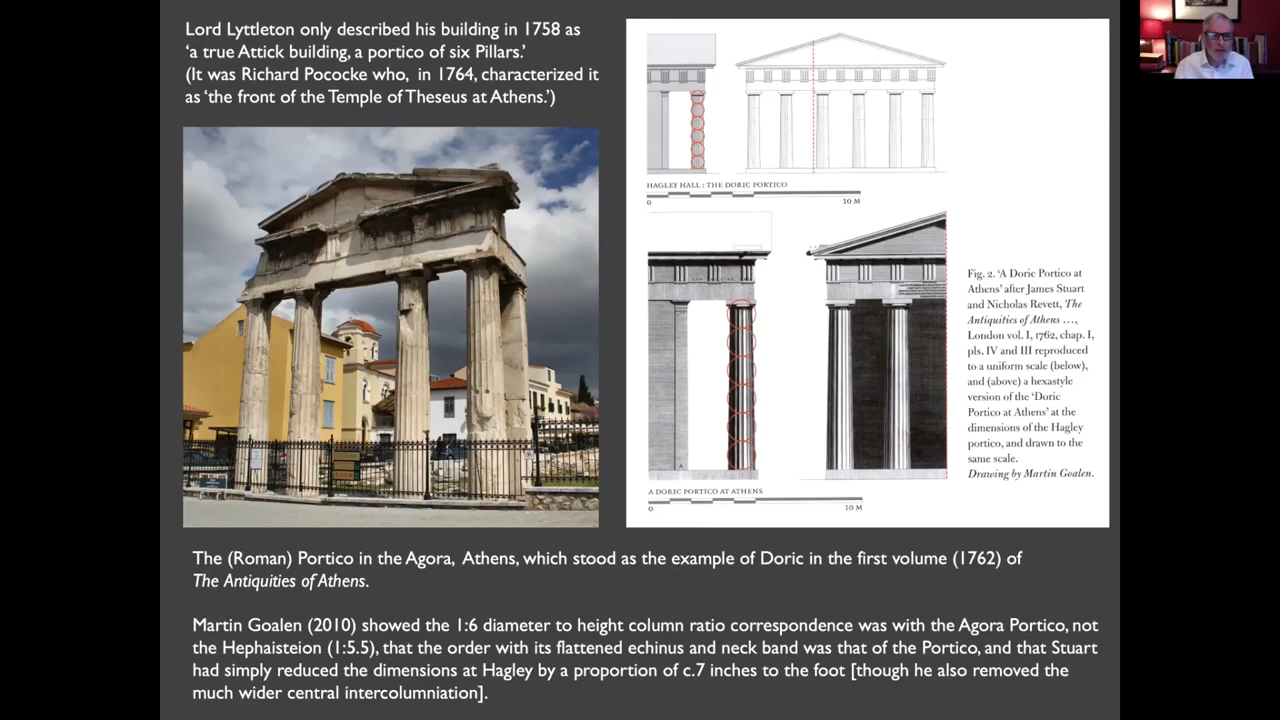 Lord Lyttleton only described his building in 1758 as
‘a true Attick building, a portico of six Pillars.’
(It was Richard Pococke who, in 1764, characterized it
as ‘the front of the Temple of Theseus at Athens.’)
HAGLEY HALL : THE DORIC PORTICO
0 10 M
A DORIC PORTICO AT ATHENS
0 10 M
Fig. 2. ‘A Doric Portico at
Athens’ after James Stuart
and Nicholas Revett, The
Antiquities of Athens …,
London vol. I, 1762, chap. I,
pls. IV and III reproduced
to a uniform scale (below),
and (above) a hexastyle
version of the ‘Doric
Portico at Athens’ at the
dimensions of the Hagley
portico, and drawn to the
same scale.
Drawing by Martin Goalen.
The (Roman) Portico in the Agora, Athens, which stood as the example of Doric in the first volume (1762) of
The Antiquities of Athens.
Martin Goalen (2010) showed the 1:6 diameter to height column ratio correspondence was with the Agora Portico, not
the Hephaisteion (1:5.5), that the order with its flattened echinus and neck band was that of the Portico, and that Stuart
had simply reduced the dimensions at Hagley by a proportion of c.7 inches to the foot [though he also removed the
much wider central intercolumniation].